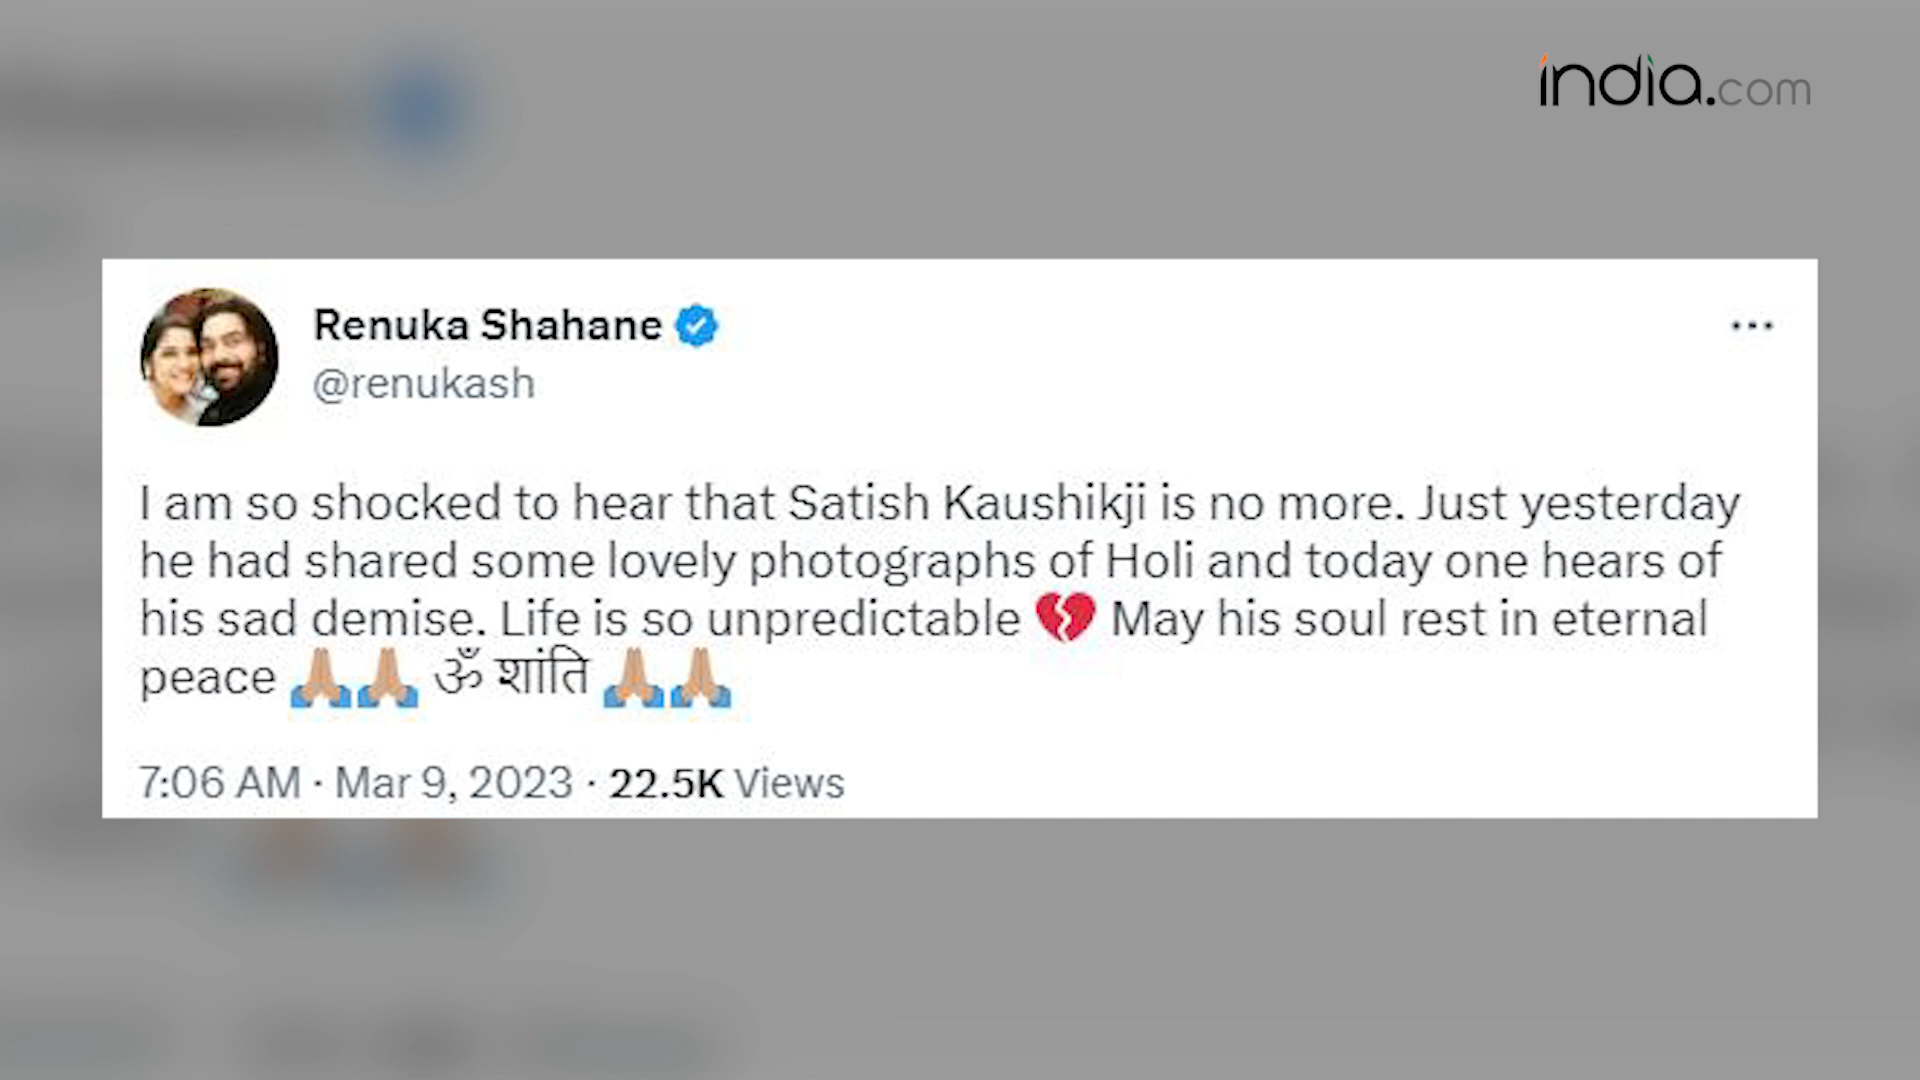 india.com
Renuka Shahane
@renukash
I am so shocked to hear that Satish Kaushikji is no more. Just yesterday
he had shared some lovely photographs of Holi and today one hears of
his sad demise. Life is so unpredictable 💔 May his soul rest in eternal
peace 🙏🏽🙏🏽 ॐ शांति 🙏🏽🙏🏽
7:06 AM · Mar 9, 2023 · 22.5K Views